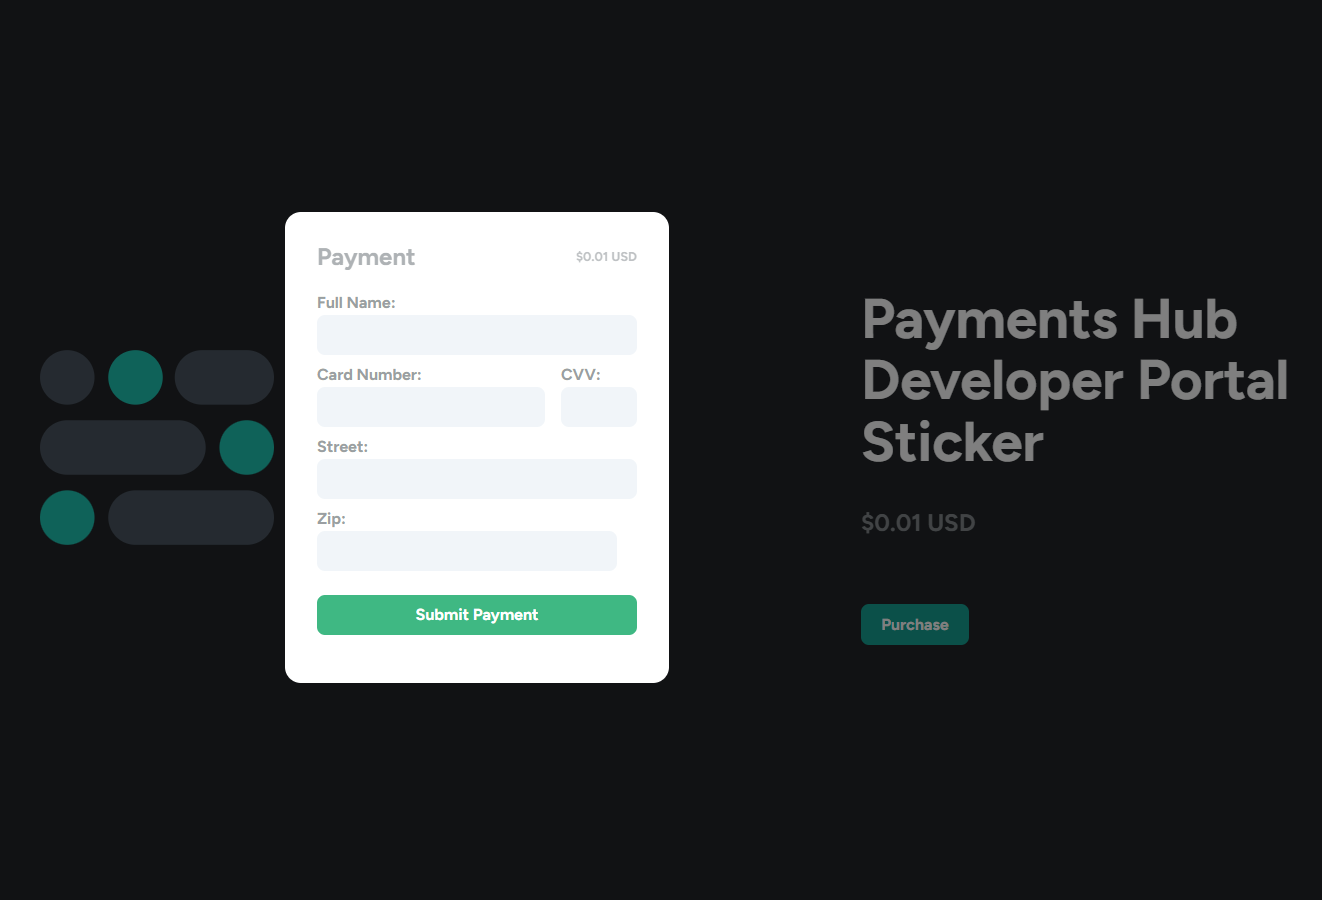 Payment
$0.01 USD
Full Name:
Card Number:
CVV:
Street:
Zip:
Submit Payment
Payments Hub
Developer Portal
Sticker
$0.01 USD
Purchase